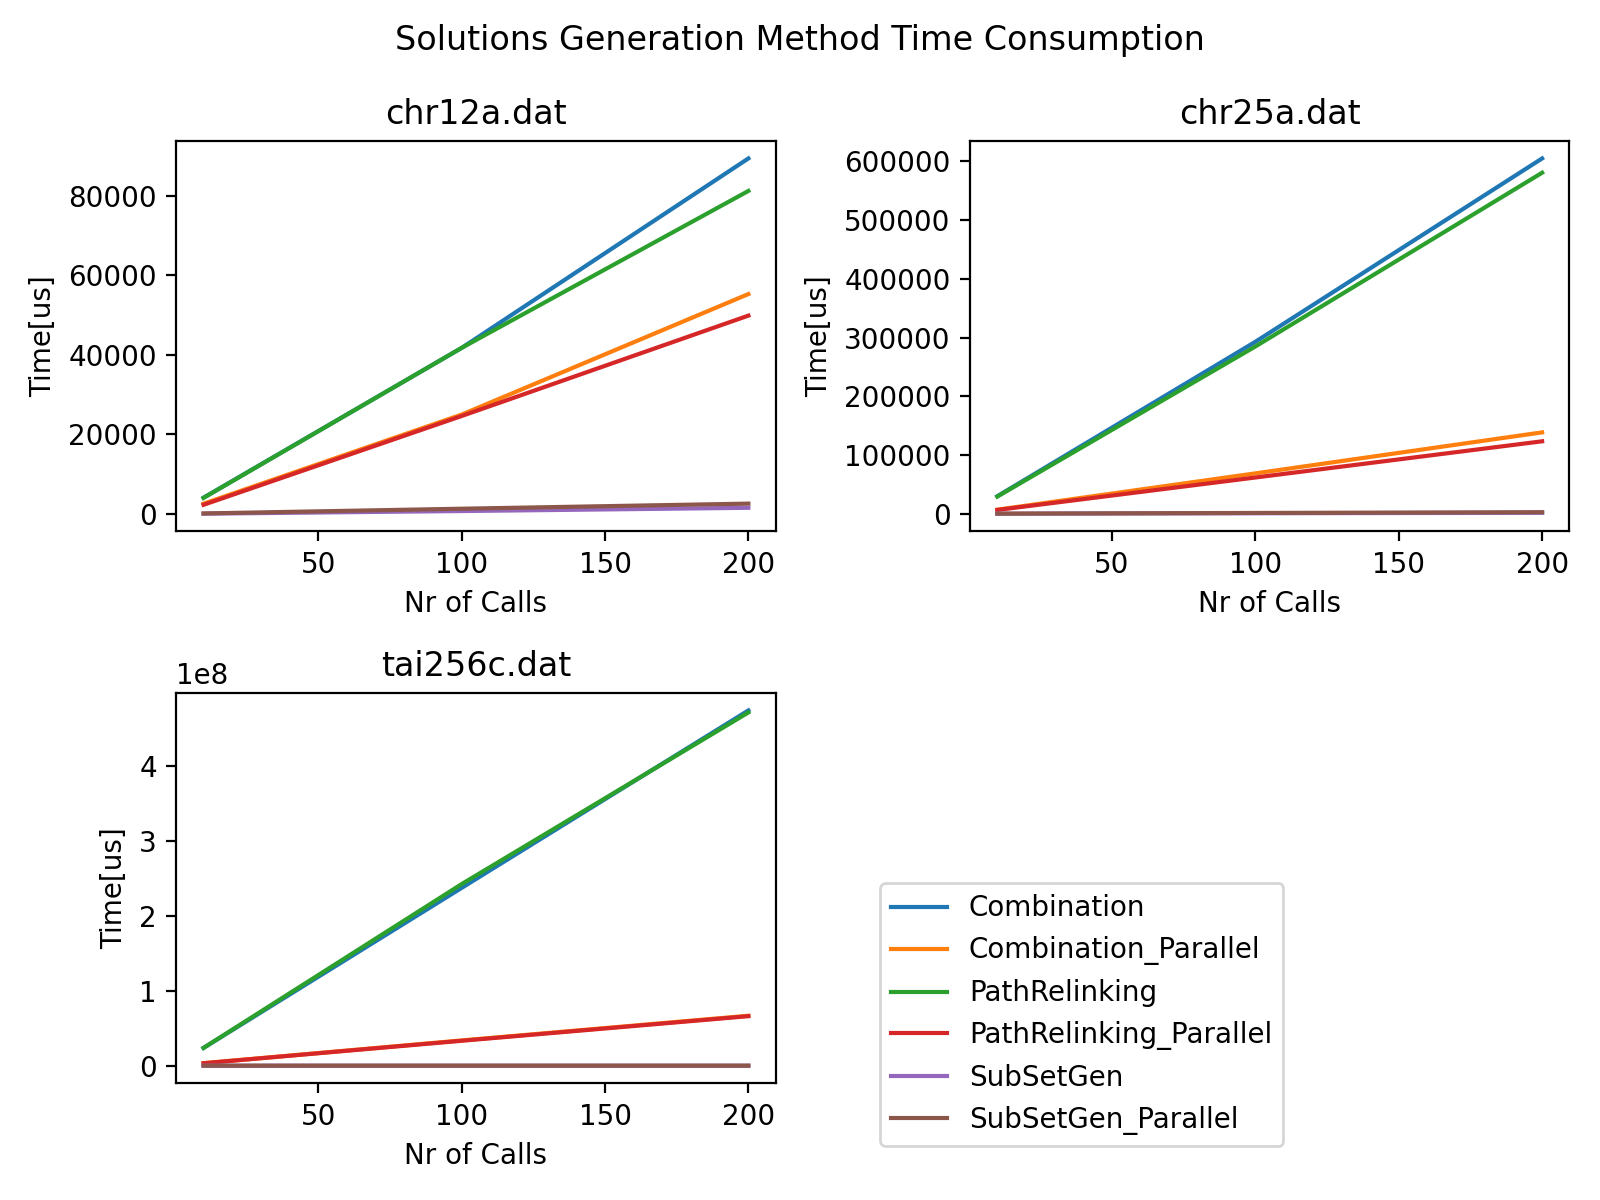 Solutions Generation Method Time Consumption
chr12a.dat
80000
60000
40000
20000
0
Time[us]
50 100 150 200
Nr of Calls
chr25a.dat
600000
500000
400000
300000
200000
100000
0
Time[us]
50 100 150 200
Nr of Calls
tai256c.dat
1e8
4
3
2
1
0
Time[us]
50 100 150 200
Nr of Calls
Combination
Combination_Parallel
PathRelinking
PathRelinking_Parallel
SubSetGen
SubSetGen_Parallel